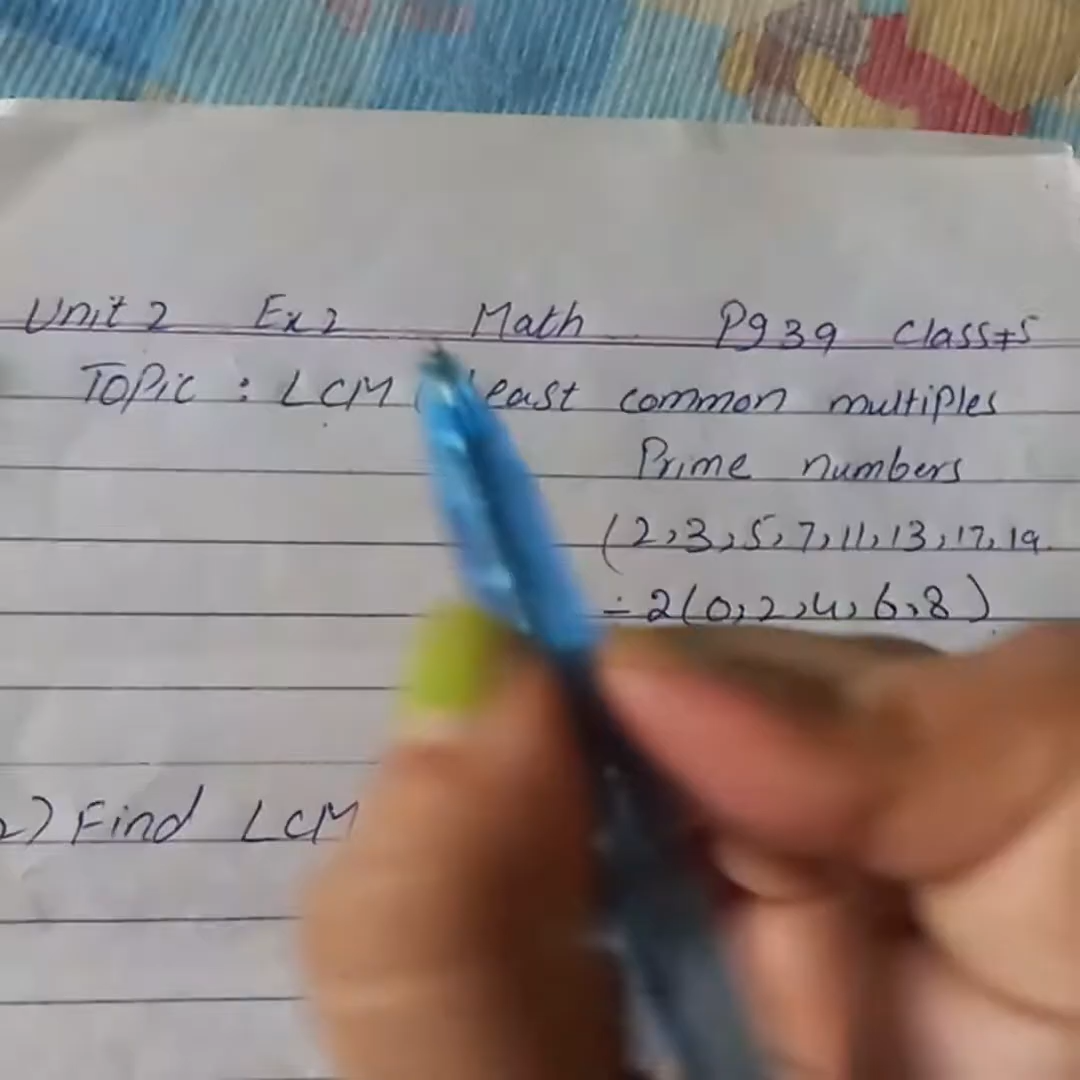 Unit 2 Ex 2 Math Pg 39 Class 5
Topic : LCM ( Least common multiples
Prime numbers
(2,3,5,7,11,13,17,19
÷ 2(0,2,4,6,8)
2) Find LCM